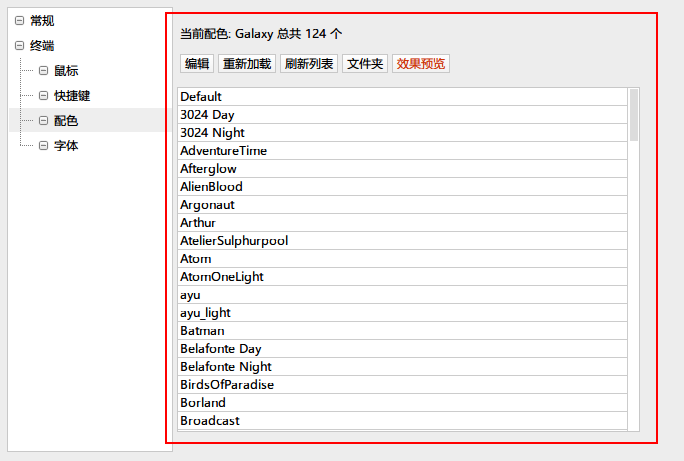 常规
终端
鼠标
快捷键
配色
字体
当前配色: Galaxy 总共 124 个
编辑 重新加载 刷新列表 文件夹 效果预览
Default
3024 Day
3024 Night
AdventureTime
Afterglow
AlienBlood
Argonaut
Arthur
AtelierSulphurpool
Atom
AtomOneLight
ayu
ayu_light
Batman
Belafonte Day
Belafonte Night
BirdsOfParadise
Borland
Broadcast